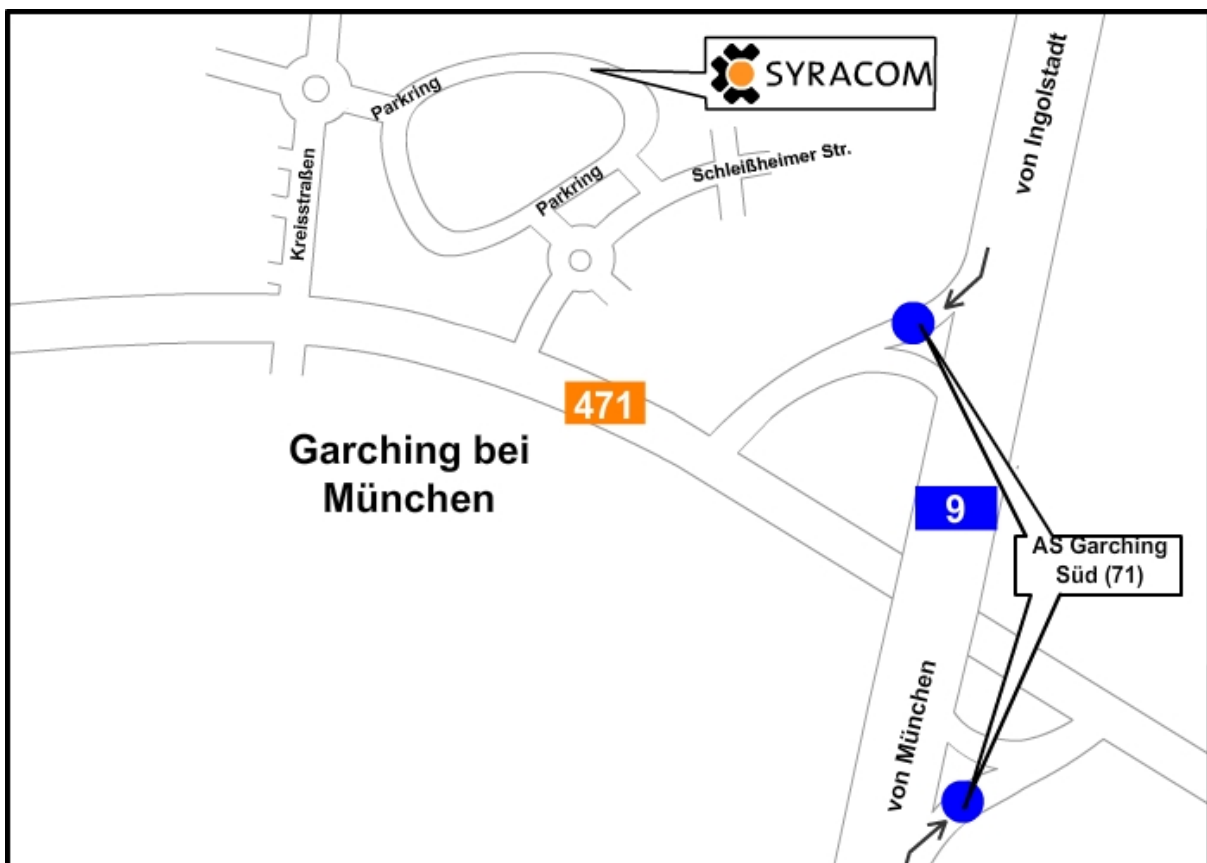 SYRACOM
Parkring
von Ingolstadt
Schleißheimer Str.
Parkring
Kreisstraßen
471
Garching bei
München
9
AS Garching
Süd (71)
von München